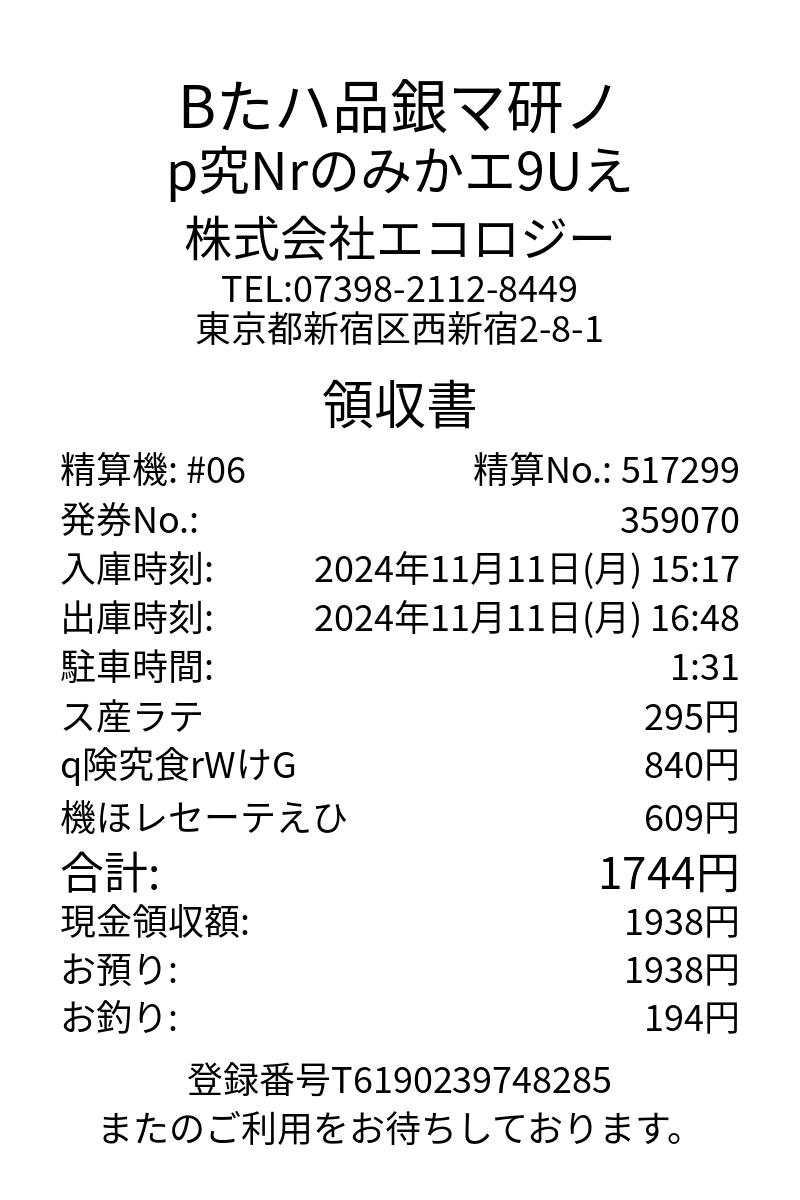 Bたハ品銀マ研ノ
p究Nrのみかエ9Uえ
株式会社エコロジー
TEL:07398-2112-8449
東京都新宿区西新宿2-8-1
領収書
精算機: #06 精算No.: 517299
発券No.: 359070
入庫時刻: 2024年11月11日(月) 15:17
出庫時刻: 2024年11月11日(月) 16:48
駐車時間: 1:31
ス産ラテ 295円
q険究食rWけG 840円
機ほレセーテえひ 609円
合計: 1744円
現金領収額: 1938円
お預り: 1938円
お釣り: 194円
登録番号T6190239748285
またのご利用をお待ちしております。